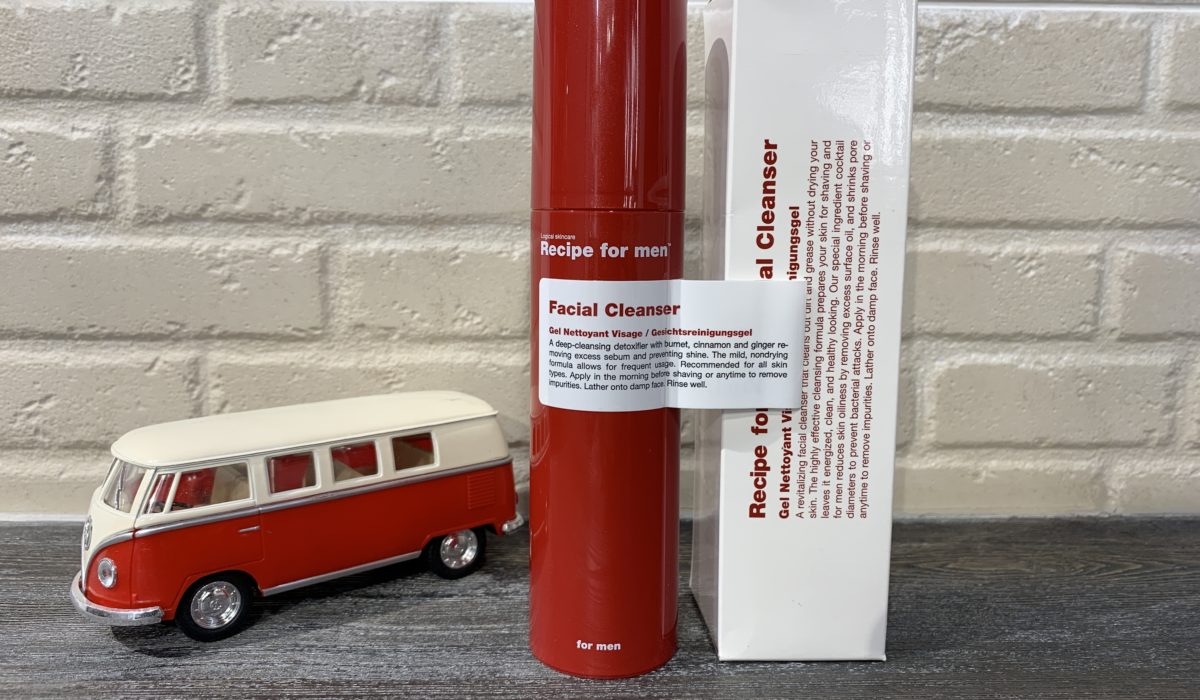 Logical skincare
Recipe for men™
Facial Cleanser
Gel Nettoyant Visage / Gesichtsreinigungsgel
A deep-cleansing detoxifier with burnet, cinnamon and ginger re-
moving excess sebum and preventing shine. The mild, nondrying
formula allows for frequent usage. Recommended for all skin
types. Apply in the morning before shaving or anytime to remove
impurities. Lather onto damp face. Rinse well.
for men
Recipe for al Cleanser
Gel Nettoyant Vis inigungsgel
A revitalizing facial cleanser that cleans out dirt and grease without drying your
skin. The highly effective cleansing formula prepares your skin for shaving and
leaves it energized, clean, and healthy looking. Our special ingredient cocktail
for men reduces skin oiliness by removing excess surface oil, and shrinks pore
diameters to prevent bacterial attacks. Apply in the morning before shaving or
anytime to remove impurities. Lather onto damp face. Rinse well.